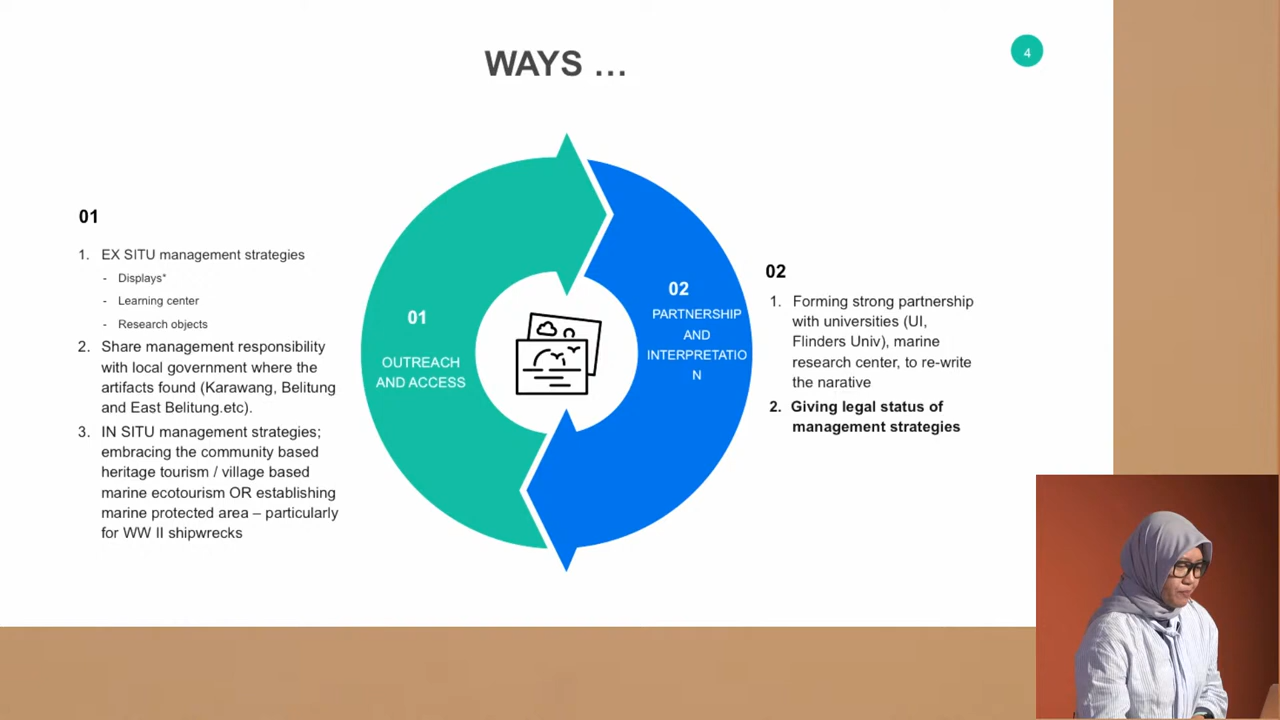 WAYS ...
4
01
1. EX SITU management strategies
- Displays*
- Learning center
- Research objects
2. Share management responsibility
with local government where the
artifacts found (Karawang, Belitung
and East Belitung.etc).
3. IN SITU management strategies;
embracing the community based
heritage tourism / village based
marine ecotourism OR establishing
marine protected area – particularly
for WW II shipwrecks
01
OUTREACH
AND ACCESS
02
PARTNERSHIP
AND
INTERPRETATIO
N
02
1. Forming strong partnership
with universities (UI,
Flinders Univ), marine
research center, to re-write
the narative
2. Giving legal status of
management strategies